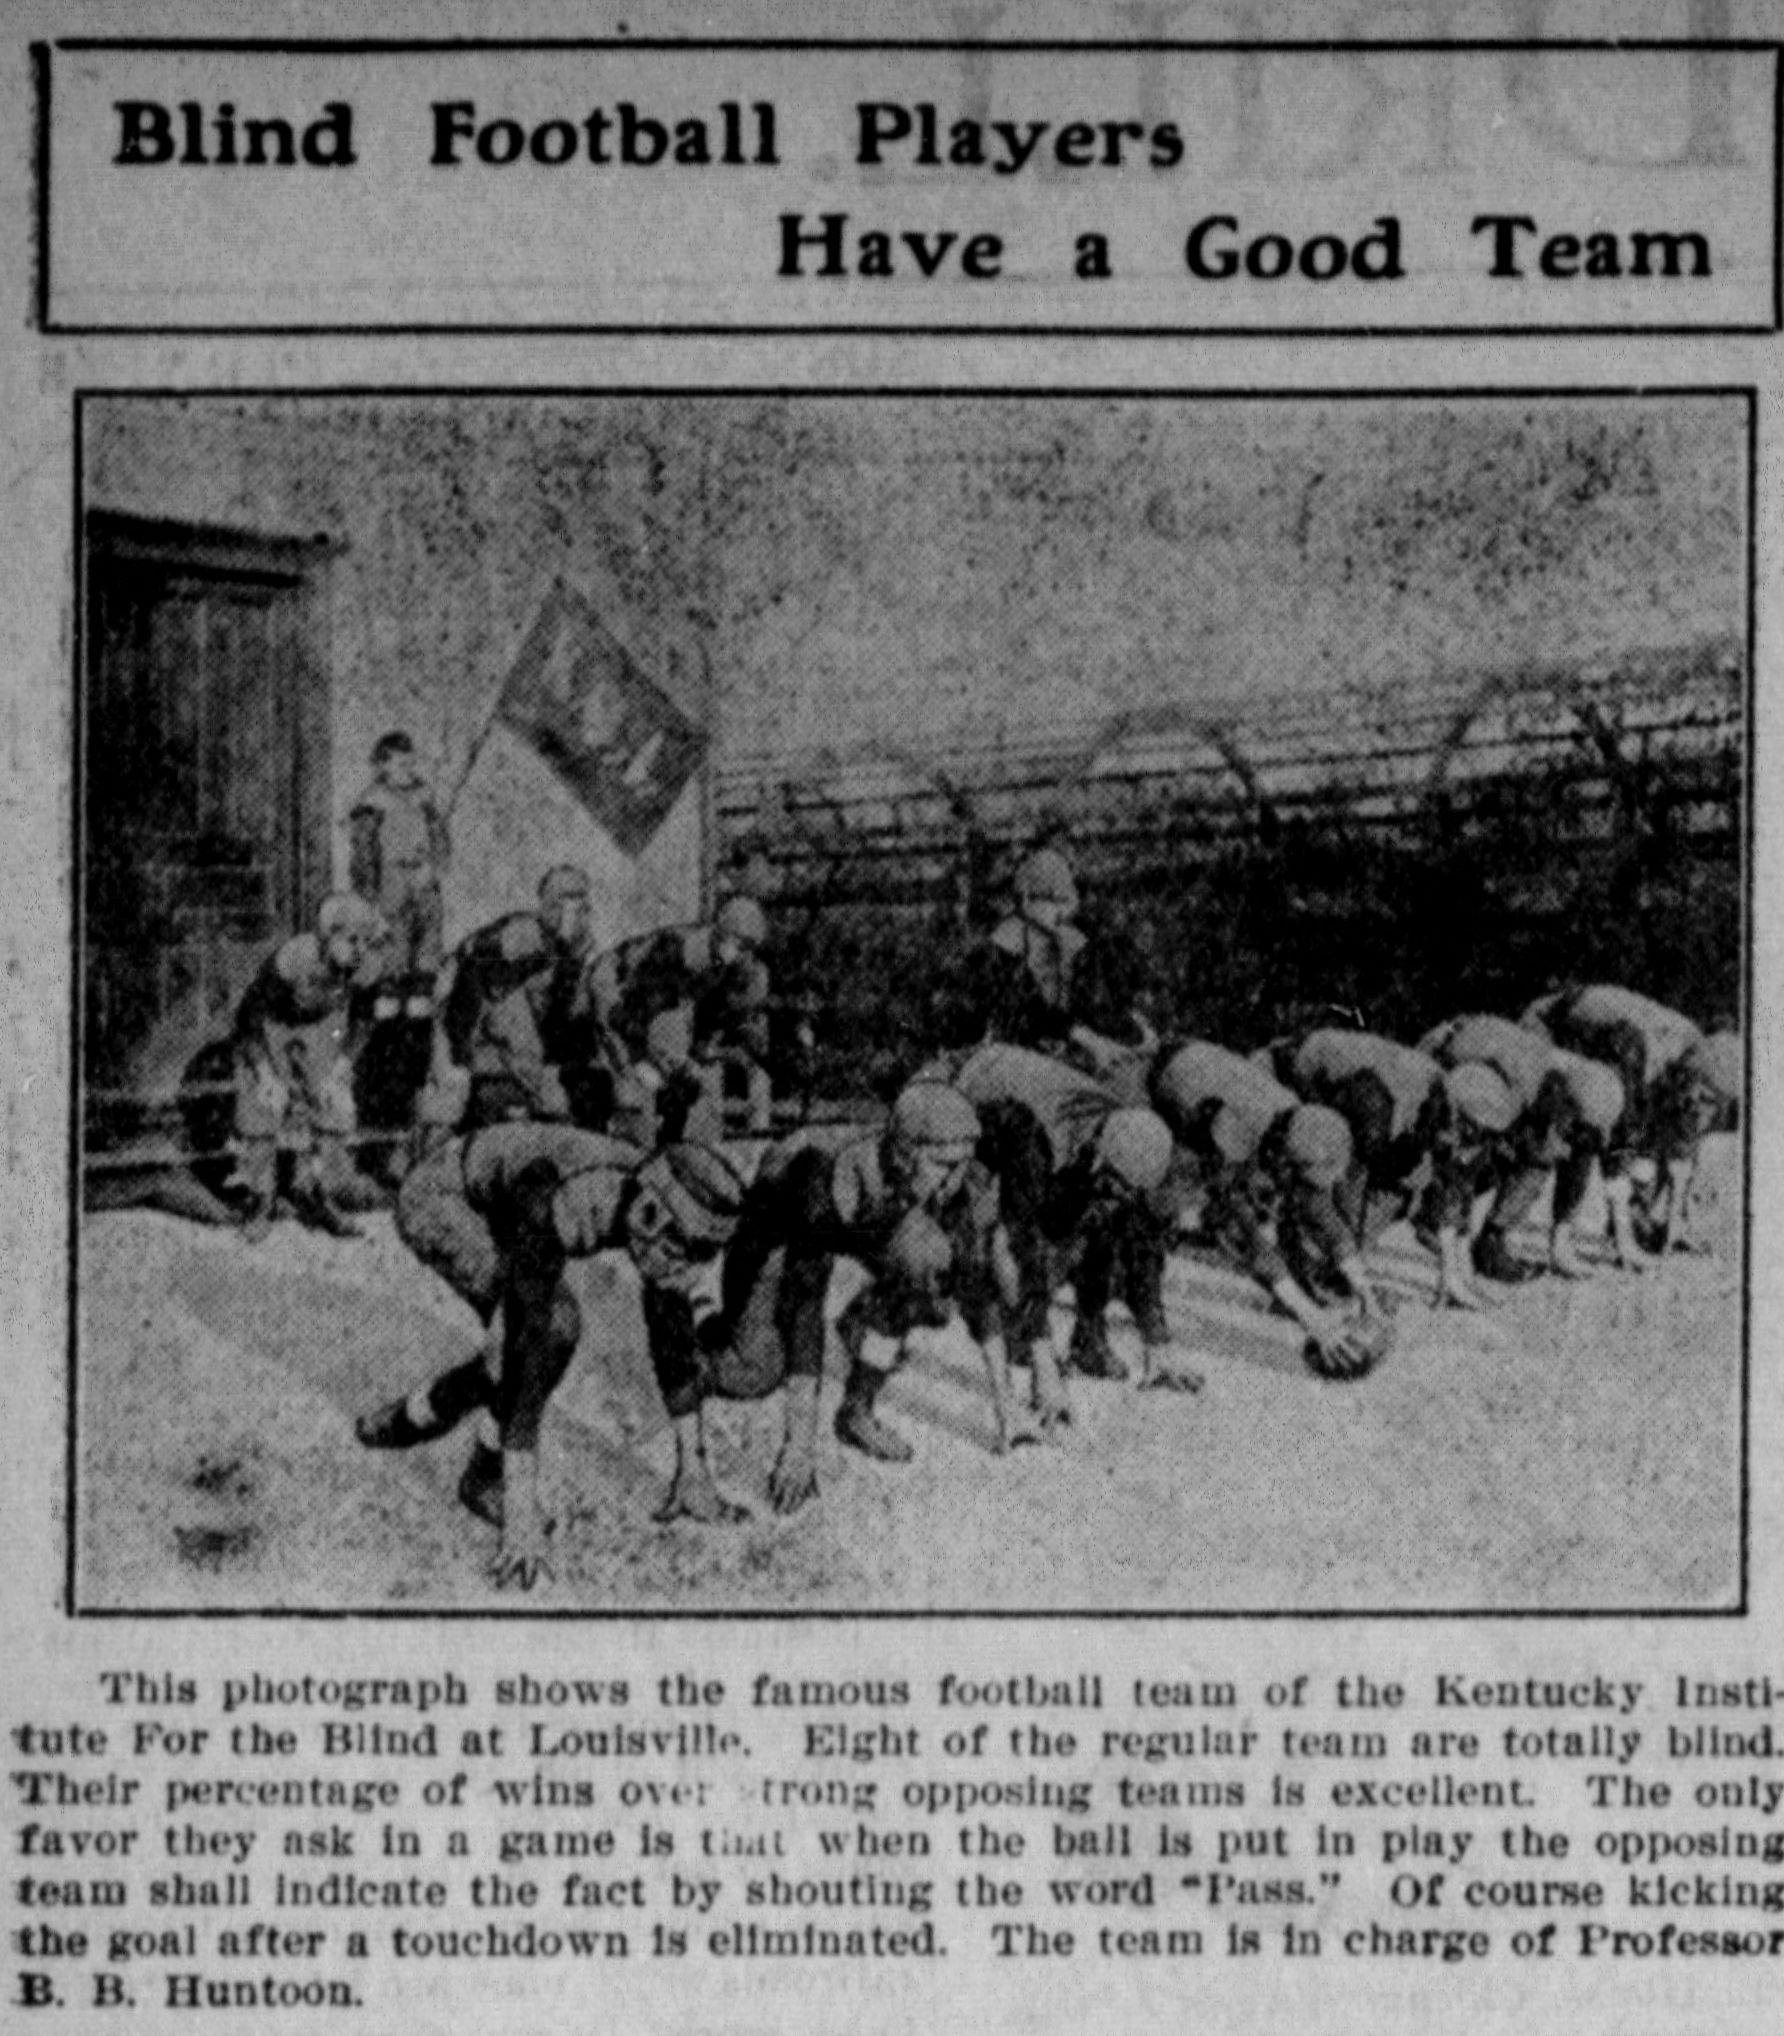 Blind Football Players
Have a Good Team
This photograph shows the famous football team of the Kentucky Insti-
tute For the Blind at Louisville. Eight of the regular team are totally blind.
Their percentage of wins over strong opposing teams is excellent. The only
favor they ask in a game is that when the ball is put in play the opposing
team shall indicate the fact by shouting the word "Pass." Of course kicking
the goal after a touchdown is eliminated. The team is in charge of Professor
B. B. Huntoon.